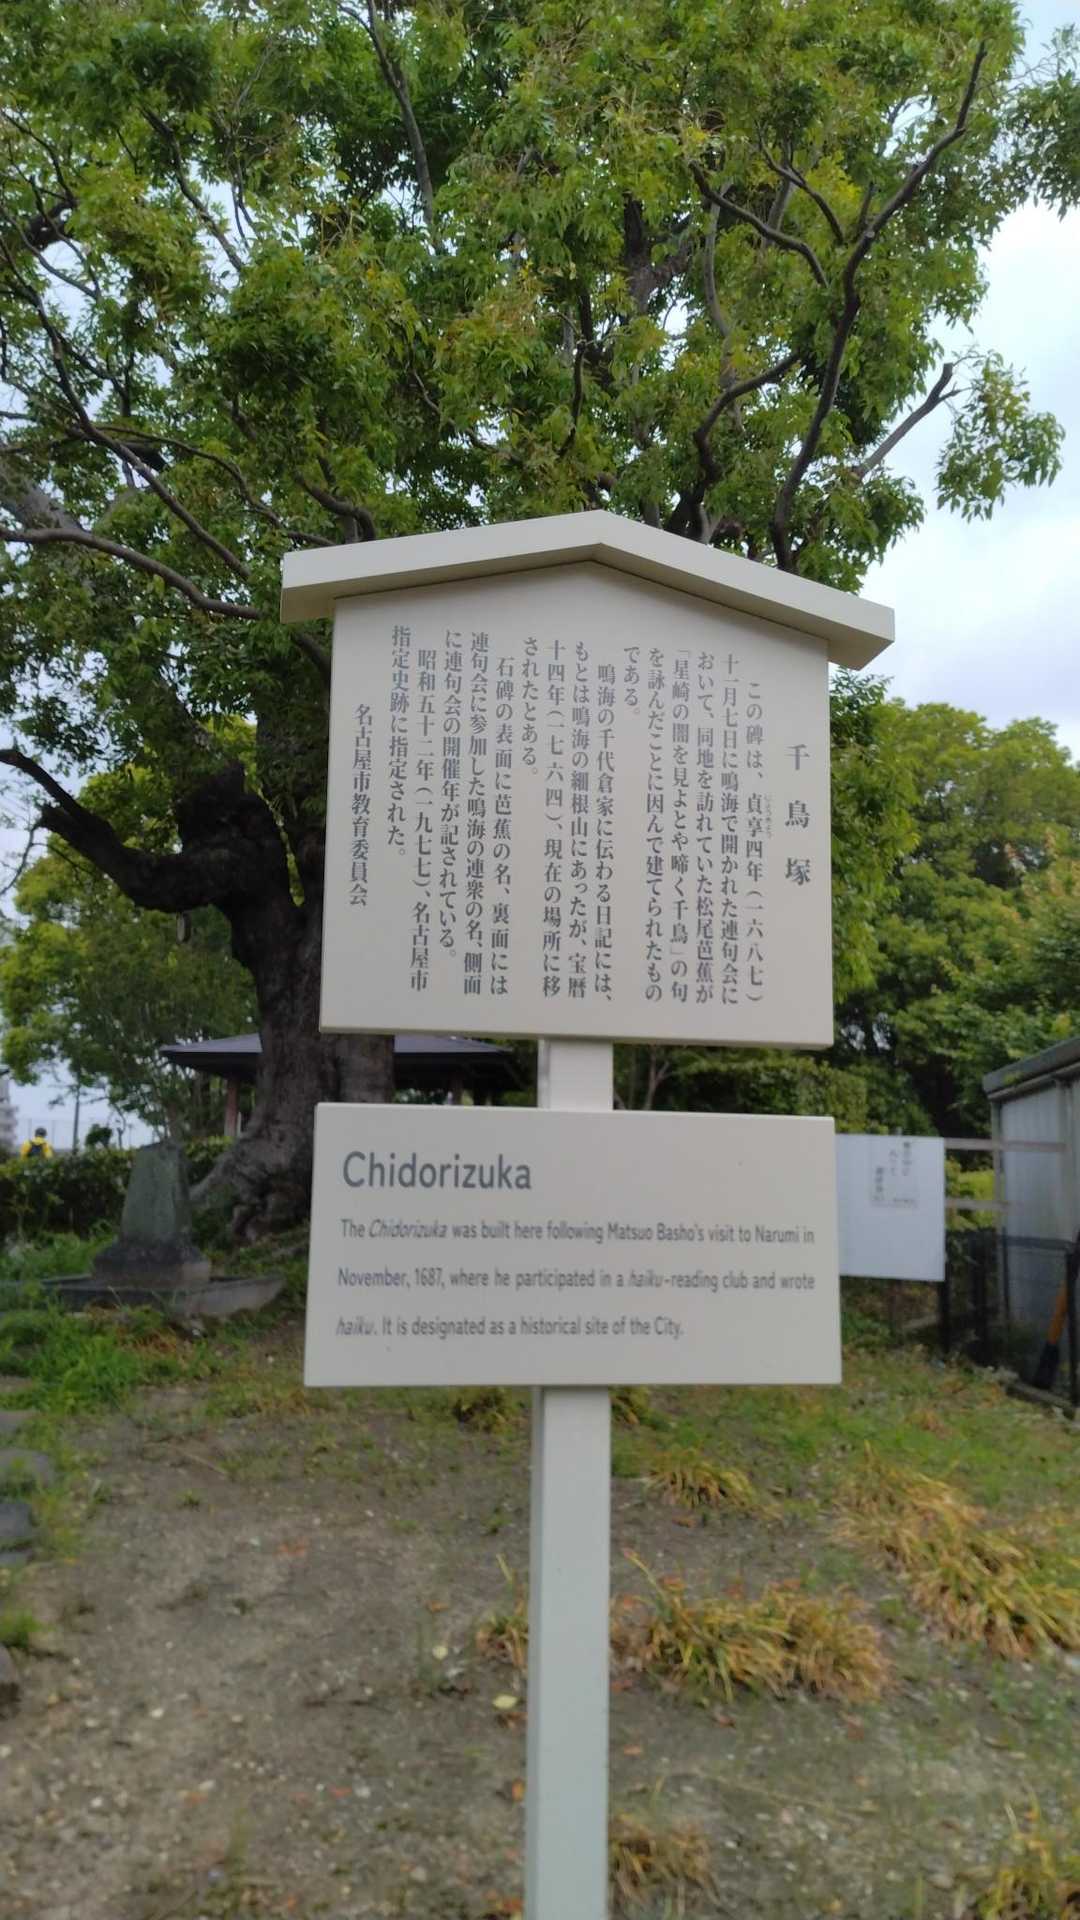 千鳥塚
この碑は、貞享四年（一六八七）
十一月七日に鳴海で開かれた連句会に
おいて、同地を訪れていた松尾芭蕉が
「星崎の闇を見よとや啼く千鳥」の句
を詠んだことに因んで建てられたもの
である。
鳴海の千代倉家に伝わる日記には、
もとは鳴海の細根山にあったが、宝暦
十四年（一七六四）、現在の場所に移
されたとある。
石碑の表面に芭蕉の名、裏面には
連句会に参加した鳴海の連衆の名、側面
に連句会の開催年が記されている。
昭和五十二年（一九七七）、名古屋市
指定史跡に指定された。
名古屋市教育委員会
Chidorizuka
The Chidorizuka was built here following Matsuo Basho's visit to Narumi in
November, 1687, where he participated in a haiku-reading club and wrote
haiku. It is designated as a historical site of the City.